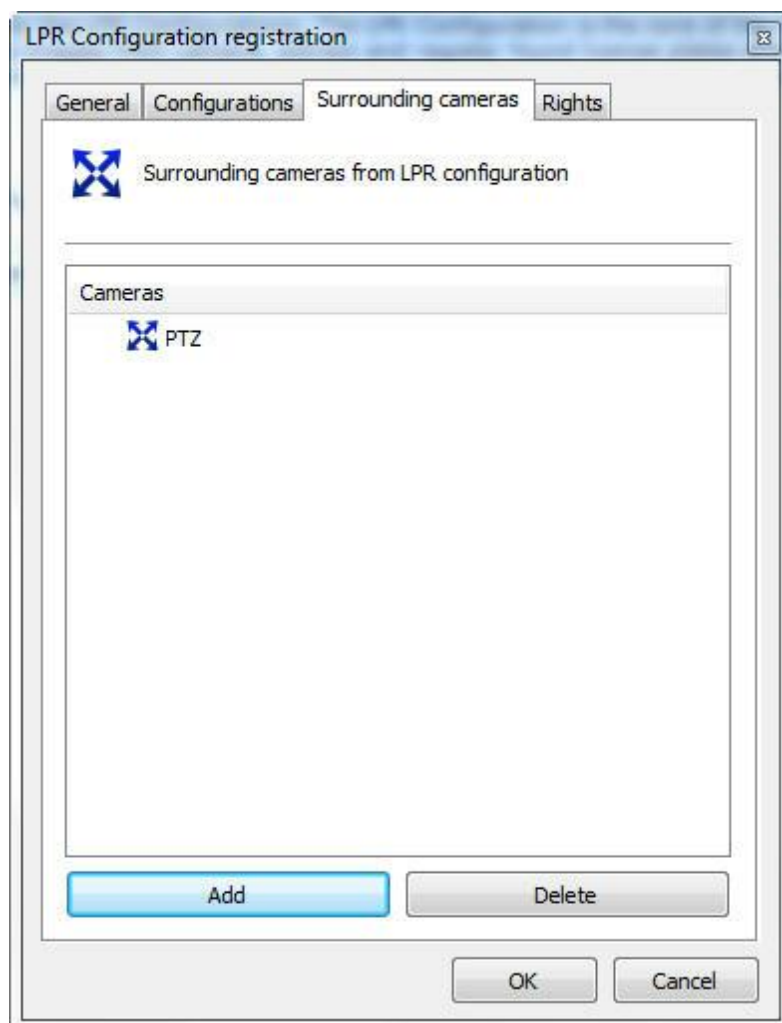 LPR Configuration registration
General Configurations Surrounding cameras Rights
Surrounding cameras from LPR configuration
Cameras
PTZ
Add Delete
OK Cancel